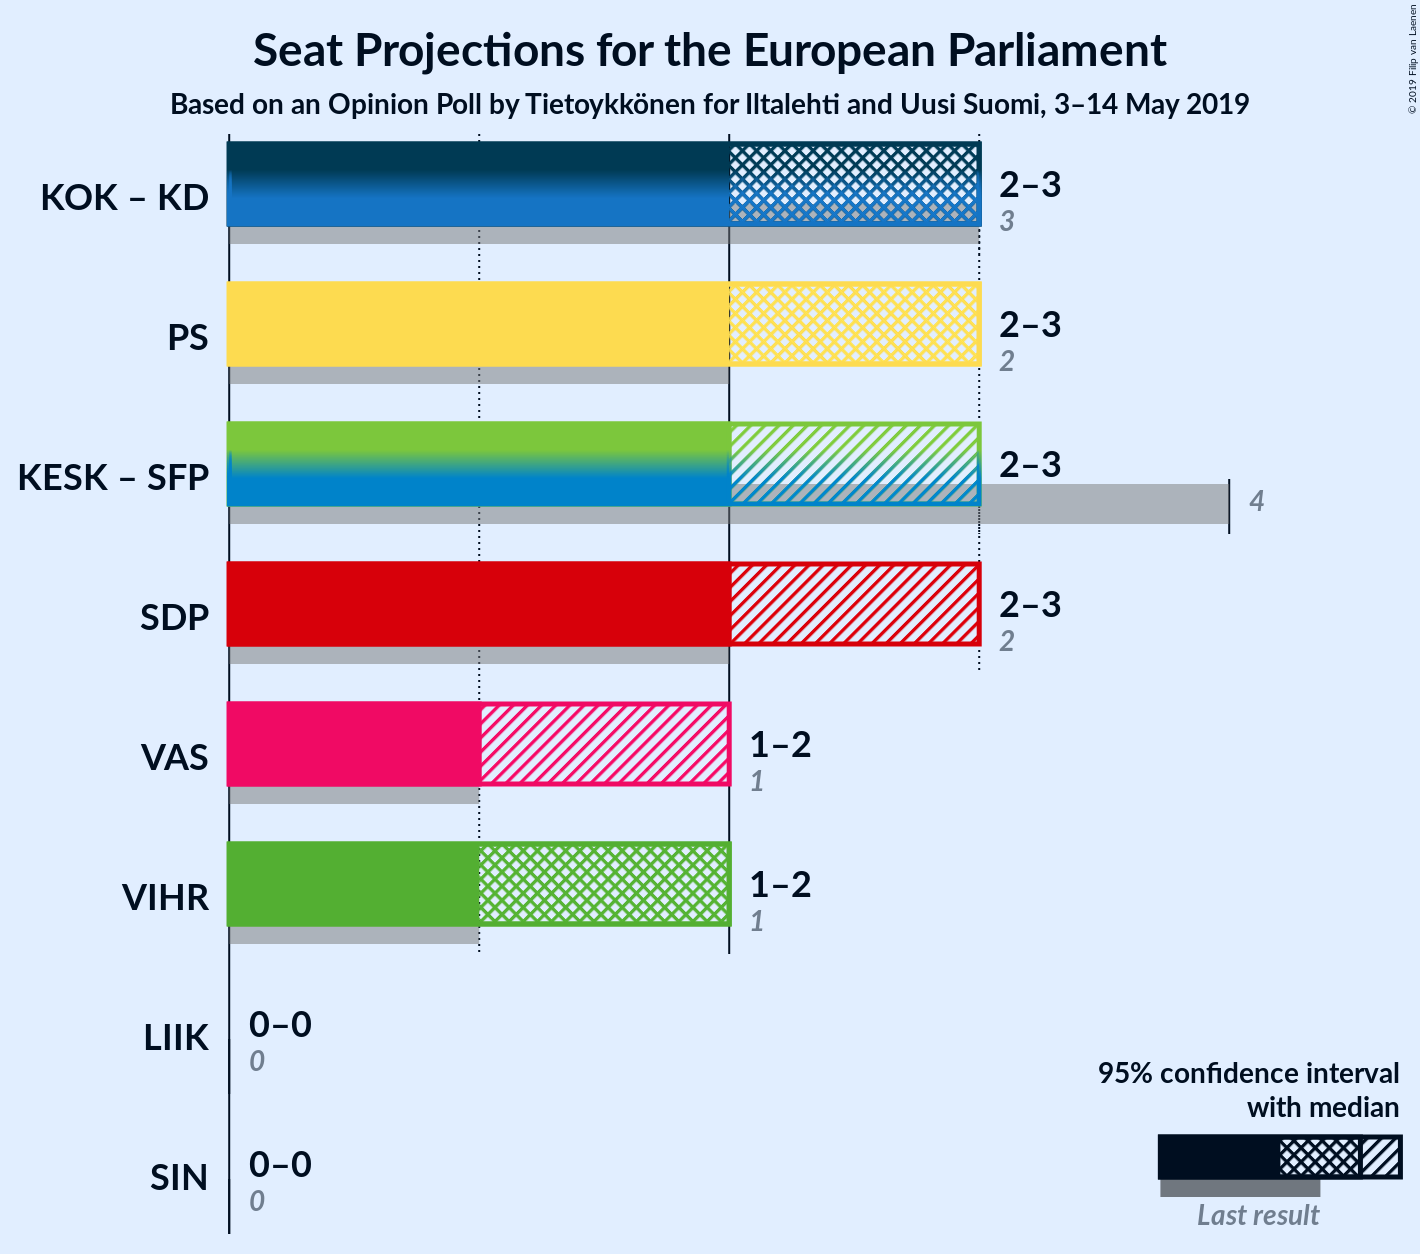 Seat Projections for the European Parliament
Based on an Opinion Poll by Tietoykkönen for Iltalehti and Uusi Suomi, 3–14 May 2019
© 2019 Filip van Laenen
KOK – KD
2–3
3
PS
2–3
2
KESK – SFP
2–3
4
SDP
2–3
2
VAS
1–2
1
VIHR
1–2
1
LIIK
0–0
0
SIN
0–0
0
95% confidence interval
with median
Last result